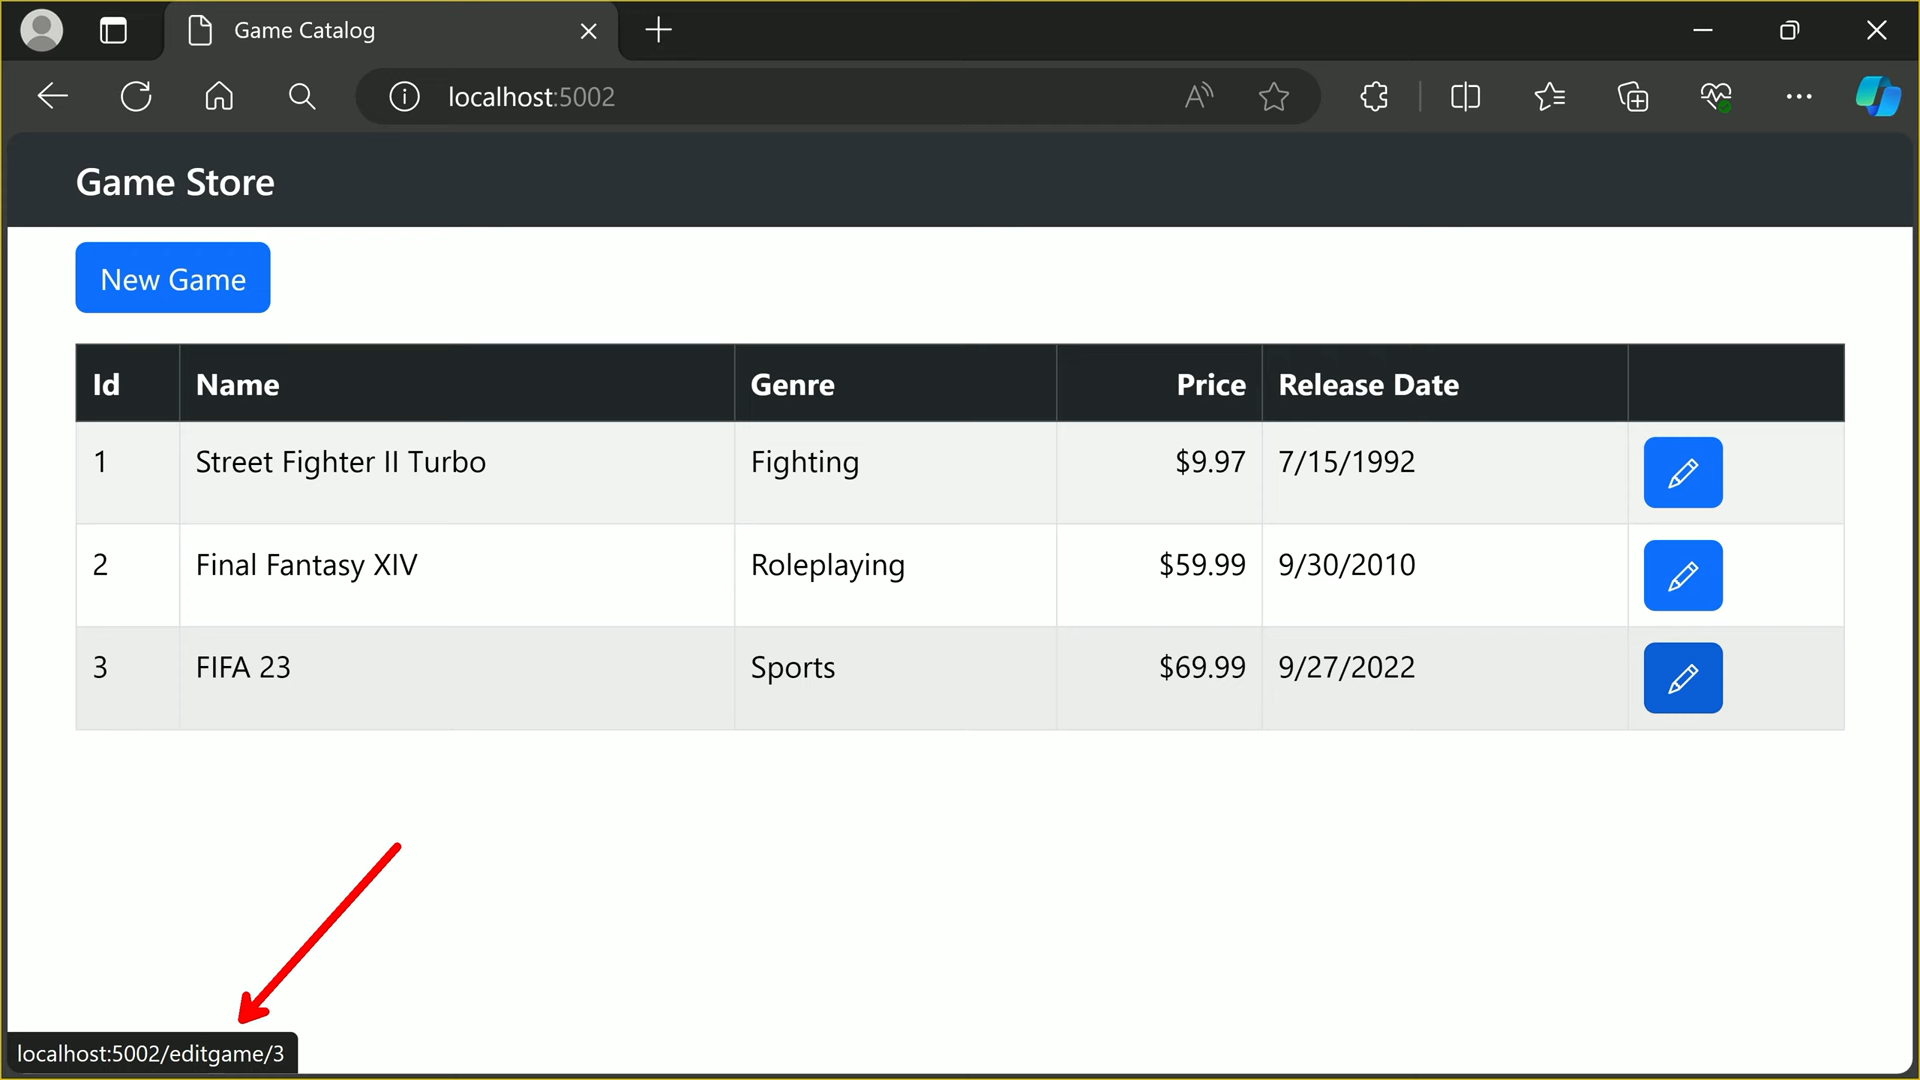 Game Catalog
localhost:5002
Game Store
New Game
Id Name Genre Price Release Date
1 Street Fighter II Turbo Fighting $9.97 7/15/1992
2 Final Fantasy XIV Roleplaying $59.99 9/30/2010
3 FIFA 23 Sports $69.99 9/27/2022
localhost:5002/editgame/3